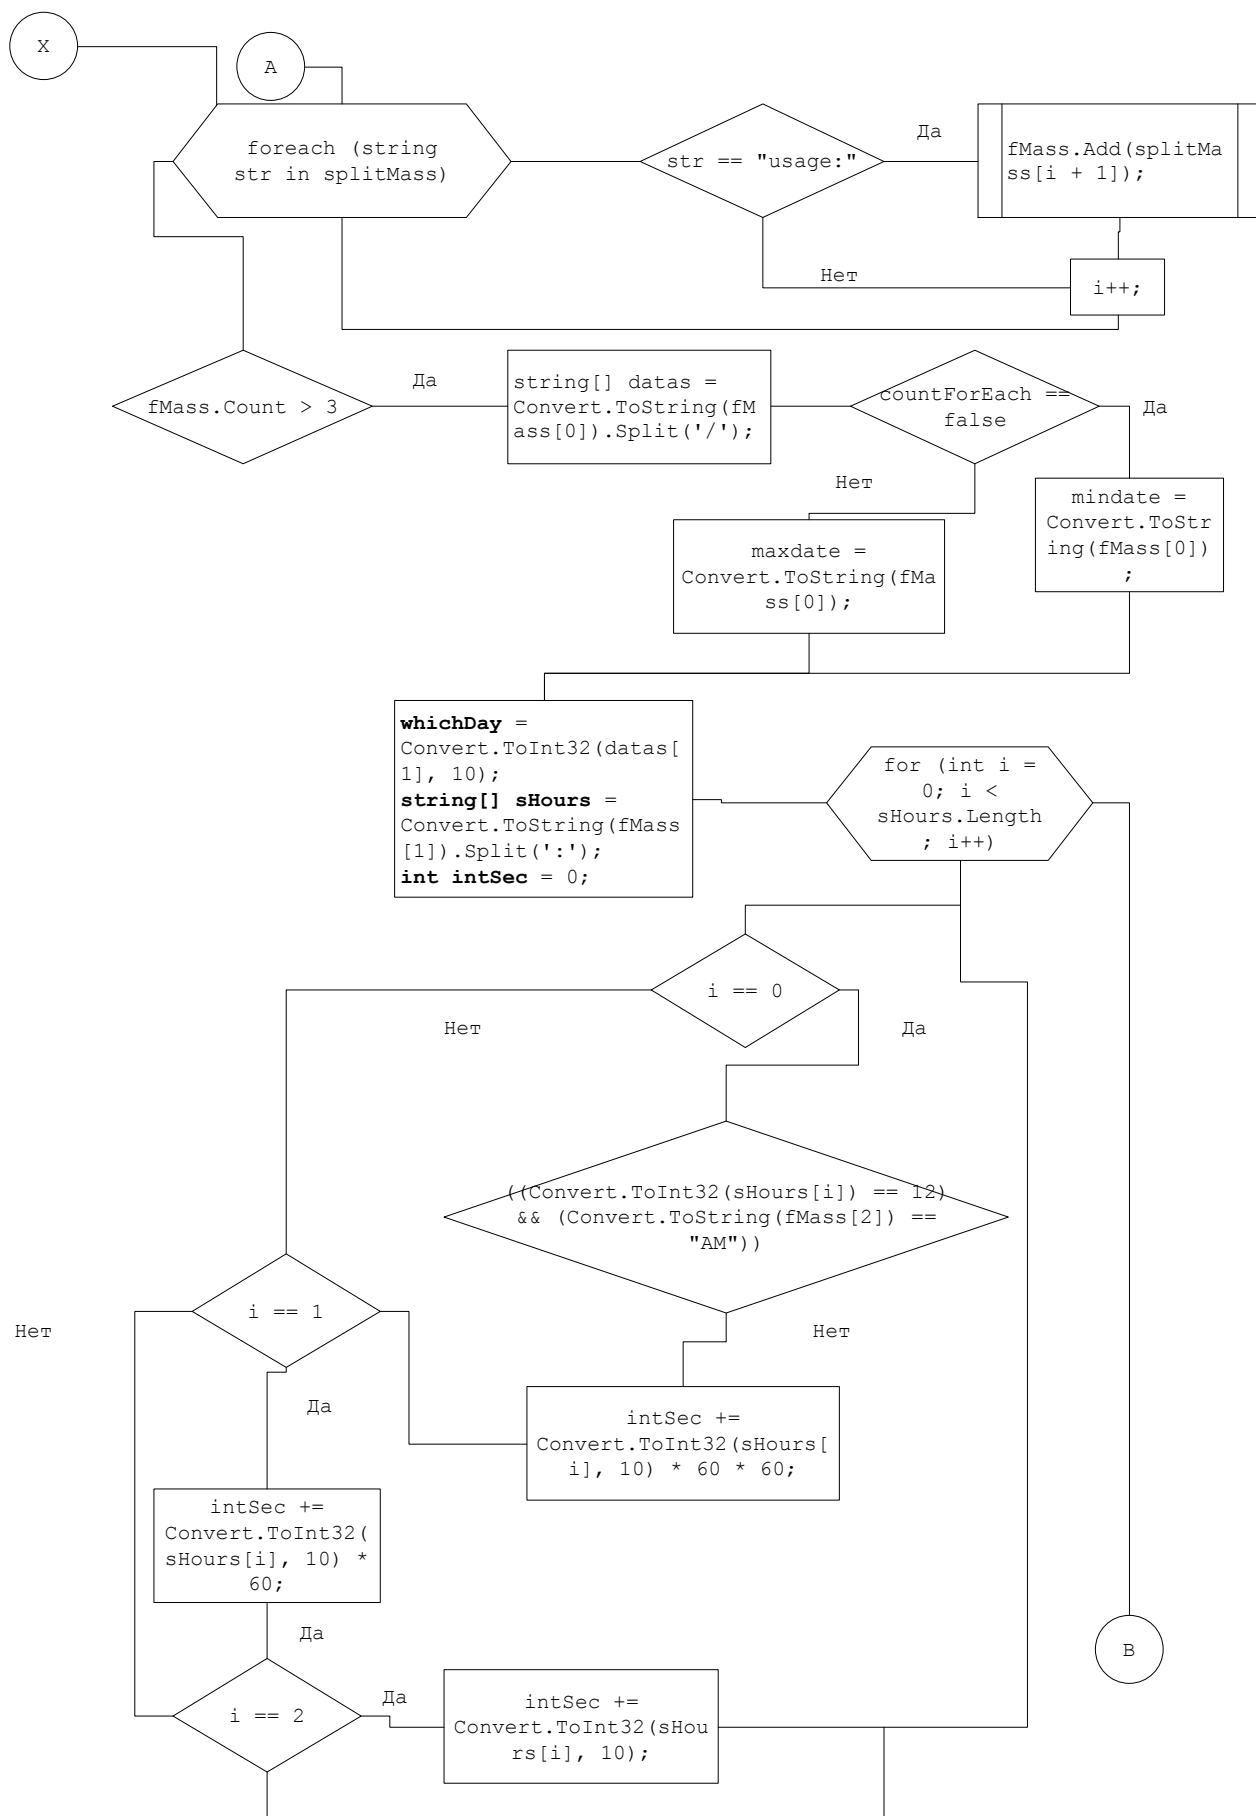 X
A
foreach (string
str in splitMass)
str == "usage:"
Да
fMass.Add(splitMa
ss[i + 1]);
Нет
i++;
fMass.Count > 3
Да
string[] datas =
Convert.ToString(fM
ass[0]).Split('/');
countForEach ==
false
Да
Нет
mindate =
Convert.ToStr
ing(fMass[0])
;
maxdate =
Convert.ToString(fMa
ss[0]);
whichDay =
Convert.ToInt32(datas[
1], 10);
string[] sHours =
Convert.ToString(fMass
[1]).Split(':');
int intSec = 0;
for (int i =
0; i <
sHours.Length
; i++)
i == 0
Нет
Да
((Convert.ToInt32(sHours[i]) == 12)
&& (Convert.ToString(fMass[2]) ==
"AM"))
i == 1
Нет
Нет
Да
intSec +=
Convert.ToInt32(sHours[
i], 10) * 60 * 60;
intSec +=
Convert.ToInt32(
sHours[i], 10) *
60;
Да
B
i == 2
Да
intSec +=
Convert.ToInt32(sHou
rs[i], 10);